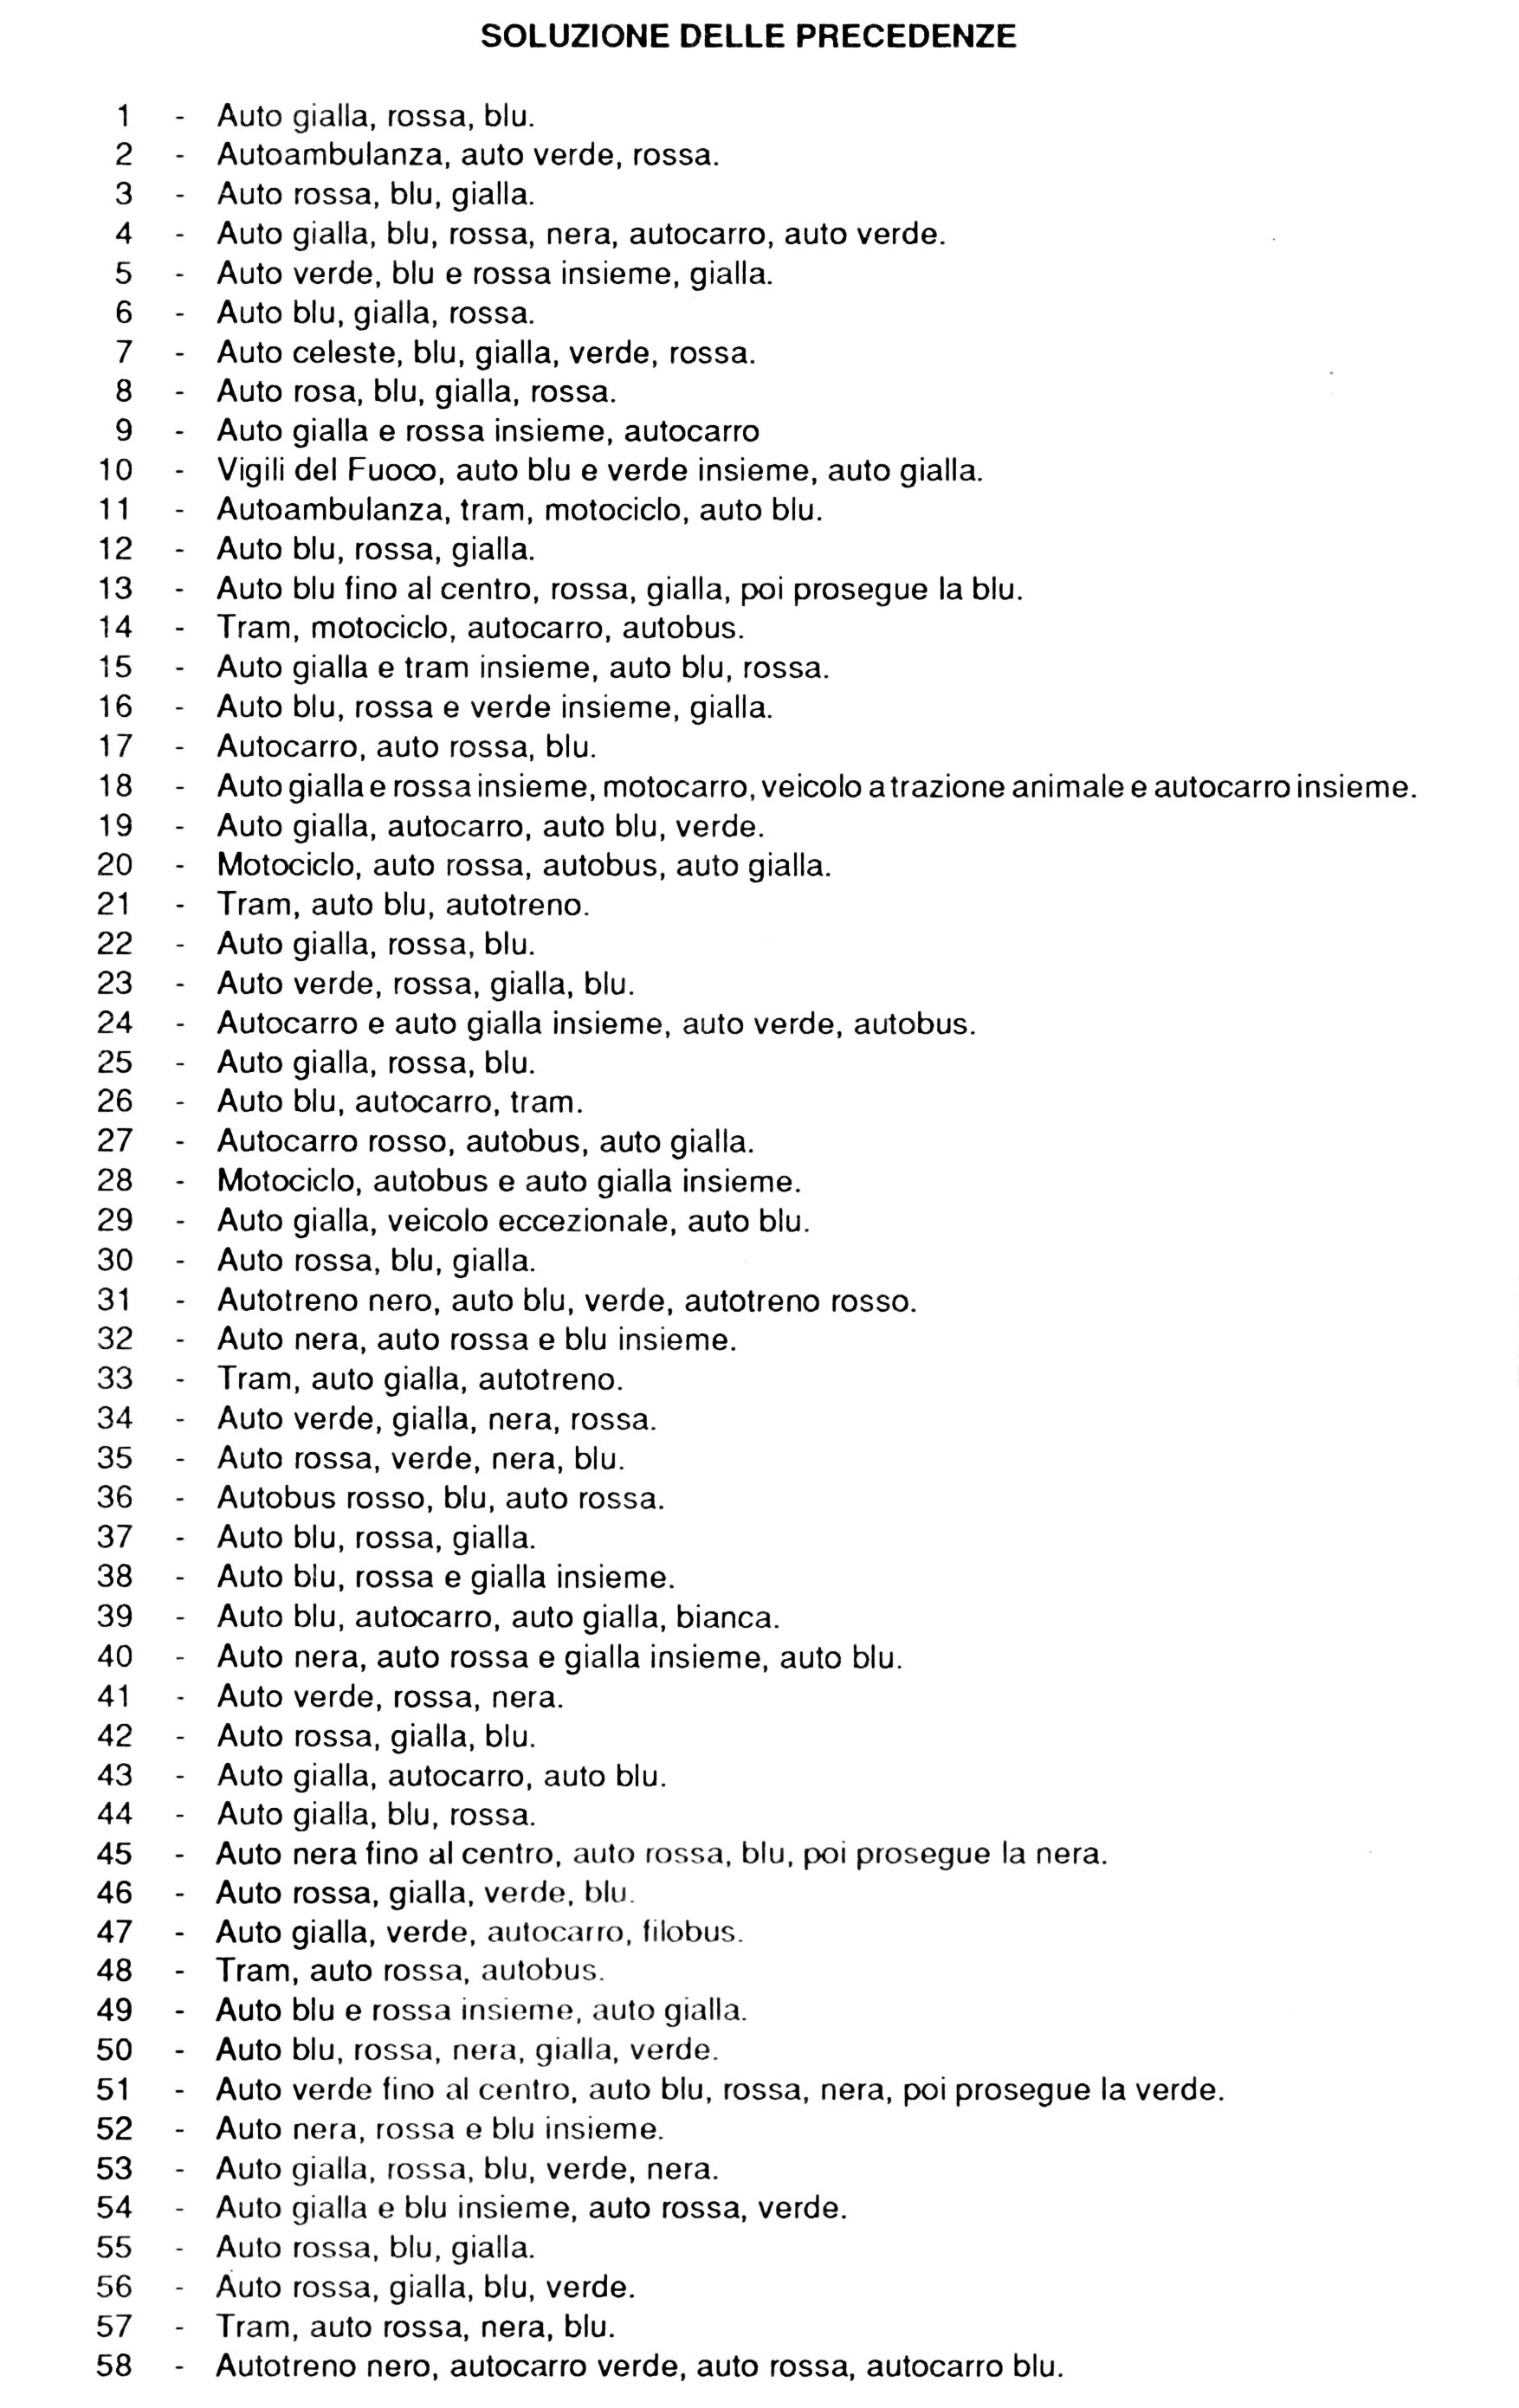 SOLUZIONE DELLE PRECEDENZE
1 - Auto gialla, rossa, blu.
2 - Autoambulanza, auto verde, rossa.
3 - Auto rossa, blu, gialla.
4 - Auto gialla, blu, rossa, nera, autocarro, auto verde.
5 - Auto verde, blu e rossa insieme, gialla.
6 - Auto blu, gialla, rossa.
7 - Auto celeste, blu, gialla, verde, rossa.
8 - Auto rosa, blu, gialla, rossa.
9 - Auto gialla e rossa insieme, autocarro
10 - Vigili del Fuoco, auto blu e verde insieme, auto gialla.
11 - Autoambulanza, tram, motociclo, auto blu.
12 - Auto blu, rossa, gialla.
13 - Auto blu fino al centro, rossa, gialla, poi prosegue la blu.
14 - Tram, motociclo, autocarro, autobus.
15 - Auto gialla e tram insieme, auto blu, rossa.
16 - Auto blu, rossa e verde insieme, gialla.
17 - Autocarro, auto rossa, blu.
18 - Auto gialla e rossa insieme, motocarro, veicolo a trazione animale e autocarro insieme.
19 - Auto gialla, autocarro, auto blu, verde.
20 - Motociclo, auto rossa, autobus, auto gialla.
21 - Tram, auto blu, autotreno.
22 - Auto gialla, rossa, blu.
23 - Auto verde, rossa, gialla, blu.
24 - Autocarro e auto gialla insieme, auto verde, autobus.
25 - Auto gialla, rossa, blu.
26 - Auto blu, autocarro, tram.
27 - Autocarro rosso, autobus, auto gialla.
28 - Motociclo, autobus e auto gialla insieme.
29 - Auto gialla, veicolo eccezionale, auto blu.
30 - Auto rossa, blu, gialla.
31 - Autotreno nero, auto blu, verde, autotreno rosso.
32 - Auto nera, auto rossa e blu insieme.
33 - Tram, auto gialla, autotreno.
34 - Auto verde, gialla, nera, rossa.
35 - Auto rossa, verde, nera, blu.
36 - Autobus rosso, blu, auto rossa.
37 - Auto blu, rossa, gialla.
38 - Auto blu, rossa e gialla insieme.
39 - Auto blu, autocarro, auto gialla, bianca.
40 - Auto nera, auto rossa e gialla insieme, auto blu.
41 - Auto verde, rossa, nera.
42 - Auto rossa, gialla, blu.
43 - Auto gialla, autocarro, auto blu.
44 - Auto gialla, blu, rossa.
45 - Auto nera fino al centro, auto rossa, blu, poi prosegue la nera.
46 - Auto rossa, gialla, verde, blu.
47 - Auto gialla, verde, autocarro, filobus.
48 - Tram, auto rossa, autobus.
49 - Auto blu e rossa insieme, auto gialla.
50 - Auto blu, rossa, nera, gialla, verde.
51 - Auto verde fino al centro, auto blu, rossa, nera, poi prosegue la verde.
52 - Auto nera, rossa e blu insieme.
53 - Auto gialla, rossa, blu, verde, nera.
54 - Auto gialla e blu insieme, auto rossa, verde.
55 - Auto rossa, blu, gialla.
56 - Auto rossa, gialla, blu, verde.
57 - Tram, auto rossa, nera, blu.
58 - Autotreno nero, autocarro verde, auto rossa, autocarro blu.